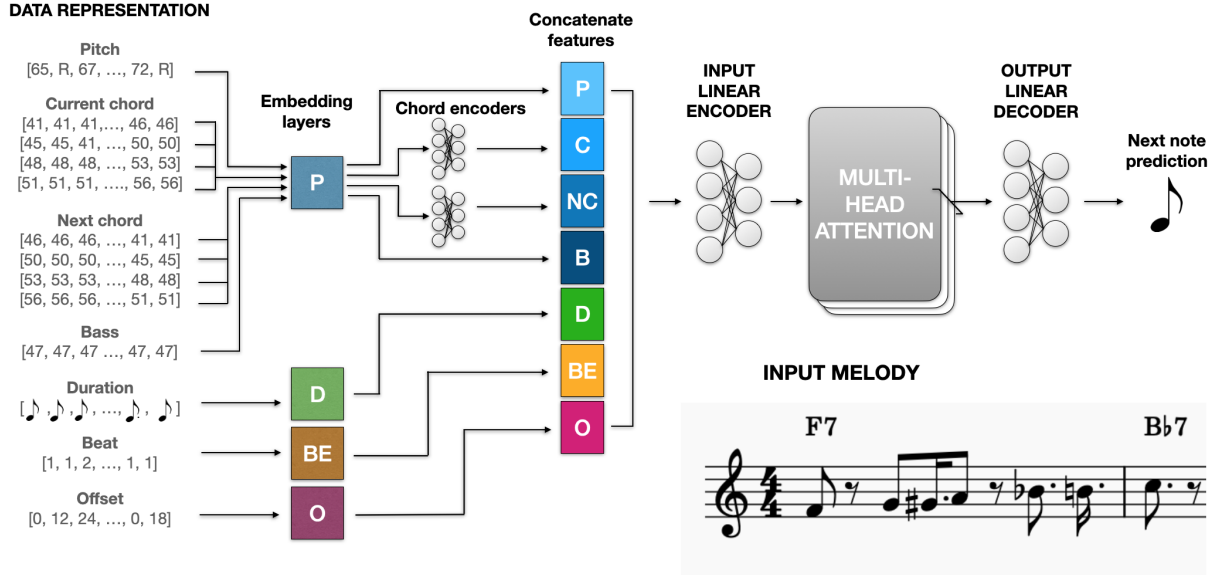 DATA REPRESENTATION
Pitch
[65, R, 67, ..., 72, R]
Current chord
[41, 41, 41,..., 46, 46]
[45, 45, 41, ..., 50, 50]
[48, 48, 48, ..., 53, 53]
[51, 51, 51, ...., 56, 56]
Next chord
[46, 46, 46, ..., 41, 41]
[50, 50, 50, ..., 45, 45]
[53, 53, 53, ..., 48, 48]
[56, 56, 56, ..., 51, 51]
Bass
[47, 47, 47 ..., 47, 47]
Duration
[♪ ,♪ ,♪ , ..., ♪, ♪ ]
Beat
[1, 1, 2, ..., 1, 1]
Offset
[0, 12, 24, ..., 0, 18]
Embedding
layers
P
D
BE
O
Chord encoders
Concatenate
features
P
C
NC
B
D
BE
O
INPUT
LINEAR
ENCODER
MULTI-
HEAD
ATTENTION
OUTPUT
LINEAR
DECODER
Next note
prediction
INPUT MELODY
F7
B♭7
4
4